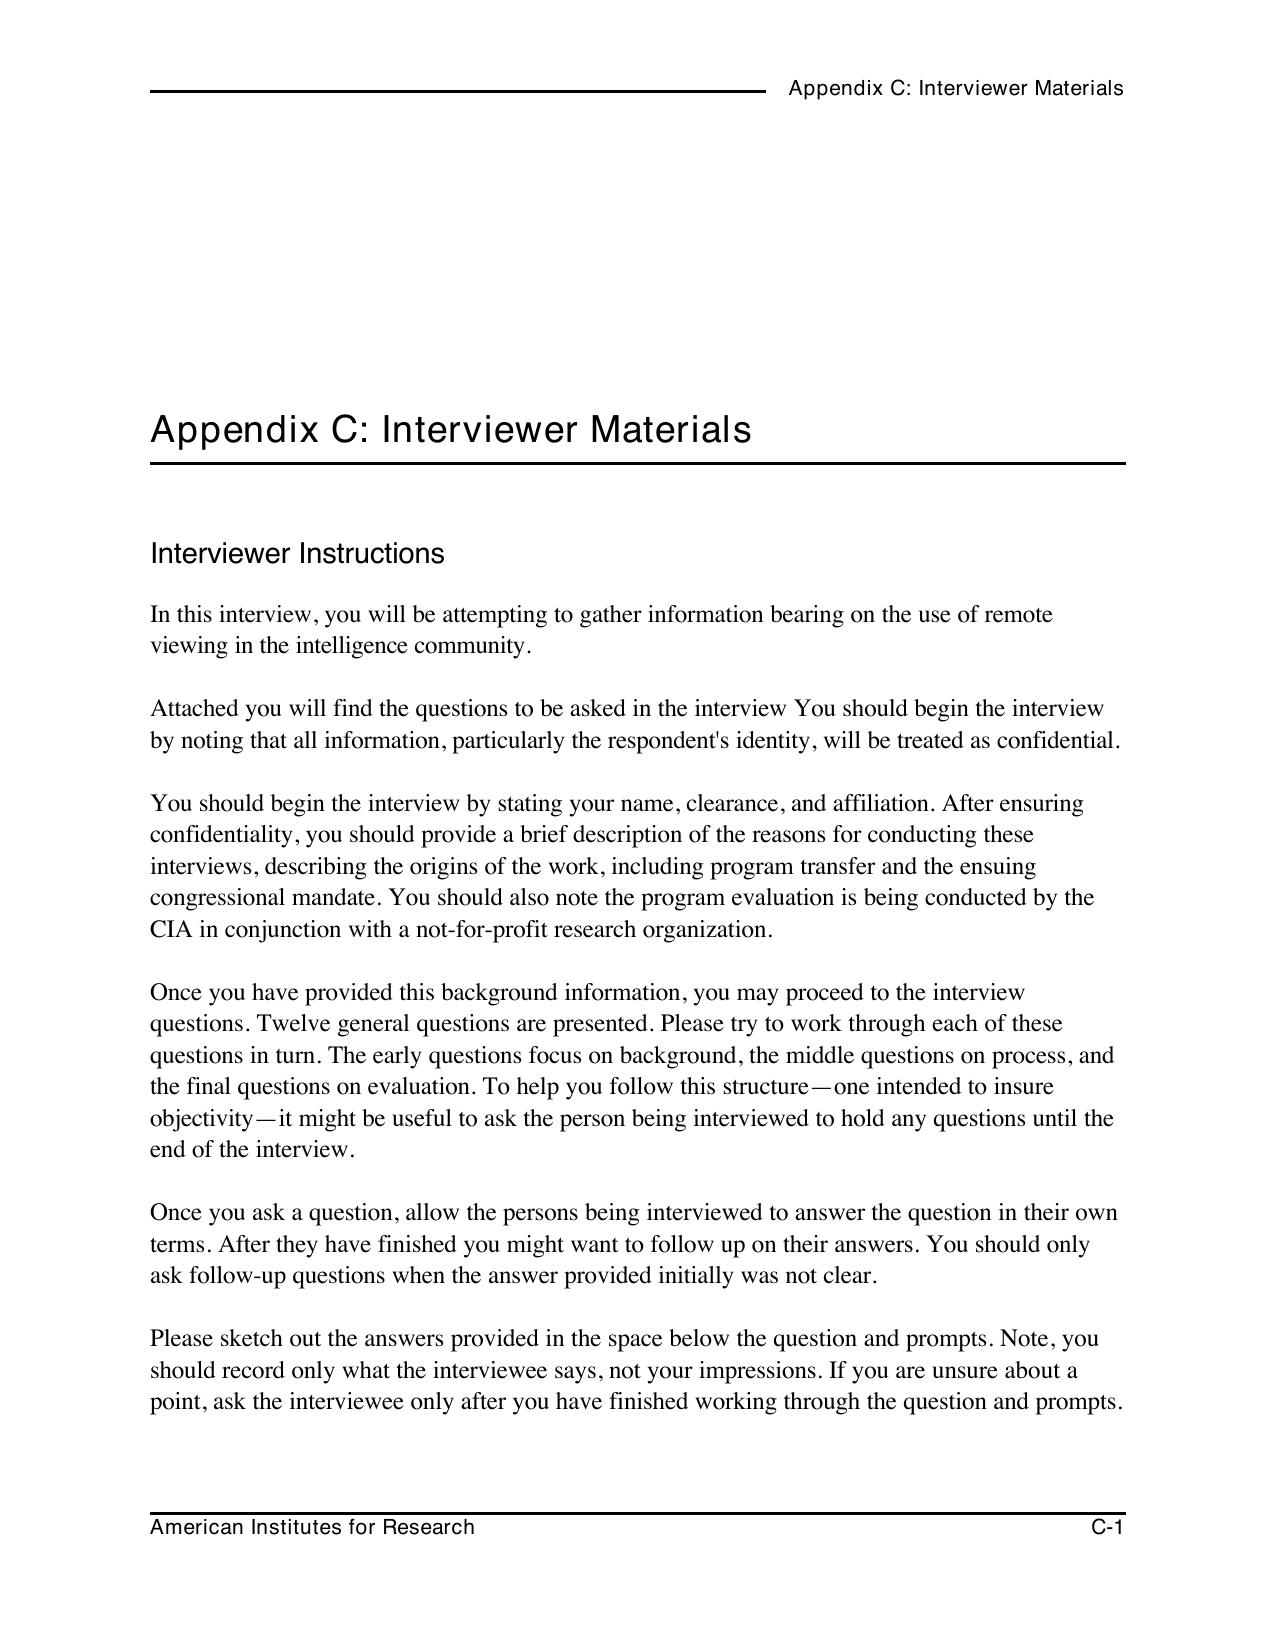 Appendix C: Interviewer Materials
Appendix C: Interviewer Materials
Interviewer Instructions
In this interview, you will be attempting to gather information bearing on the use of remote
viewing in the intelligence community.
Attached you will find the questions to be asked in the interview You should begin the interview
by noting that all information, particularly the respondent's identity, will be treated as confidential.
You should begin the interview by stating your name, clearance, and affiliation. After ensuring
confidentiality, you should provide a brief description of the reasons for conducting these
interviews, describing the origins of the work, including program transfer and the ensuing
congressional mandate. You should also note the program evaluation is being conducted by the
CIA in conjunction with a not-for-profit research organization.
Once you have provided this background information, you may proceed to the interview
questions. Twelve general questions are presented. Please try to work through each of these
questions in turn. The early questions focus on background, the middle questions on process, and
the final questions on evaluation. To help you follow this structure—one intended to insure
objectivity—it might be useful to ask the person being interviewed to hold any questions until the
end of the interview.
Once you ask a question, allow the persons being interviewed to answer the question in their own
terms. After they have finished you might want to follow up on their answers. You should only
ask follow-up questions when the answer provided initially was not clear.
Please sketch out the answers provided in the space below the question and prompts. Note, you
should record only what the interviewee says, not your impressions. If you are unsure about a
point, ask the interviewee only after you have finished working through the question and prompts.
American Institutes for Research C-1